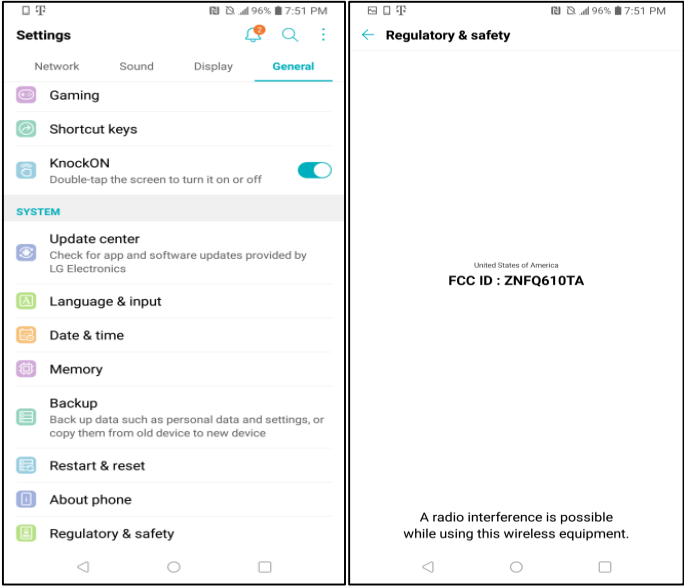 96% 7:51 PM
Settings
2
Network Sound Display General
Gaming
Shortcut keys
KnockON
Double-tap the screen to turn it on or off
SYSTEM
Update center
Check for app and software updates provided by
LG Electronics
Language & input
Date & time
Memory
Backup
Back up data such as personal data and settings, or
copy them from old device to new device
Restart & reset
About phone
Regulatory & safety
96% 7:51 PM
Regulatory & safety
United States of America
FCC ID : ZNFQ610TA
A radio interference is possible
while using this wireless equipment.